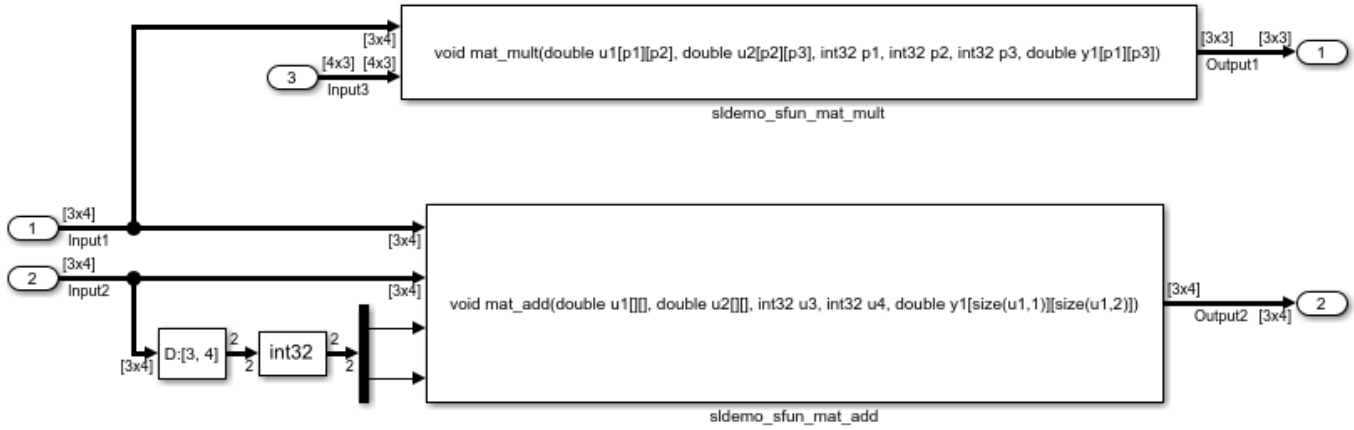 [3x4]
void mat_mult(double u1[p1][p2], double u2[p2][p3], int32 p1, int32 p2, int32 p3, double y1[p1][p3])
[3x3] [3x3]
1
Output1
3
[4x3] [4x3]
Input3
sldemo_sfun_mat_mult
1
[3x4]
Input1
[3x4]
2
[3x4]
Input2
[3x4]
void mat_add(double u1[][], double u2[][], int32 u3, int32 u4, double y1[size(u1,1)][size(u1,2)])
[3x4]
2
Output2 [3x4]
[3x4]
D:[3, 4]
2
2
int32
2
2
sldemo_sfun_mat_add